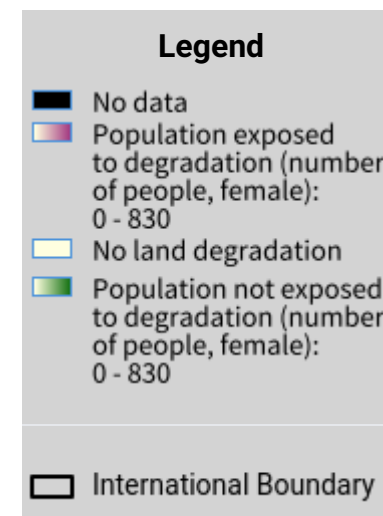 Legend
No data
Population exposed
to degradation (number
of people, female):
0 - 830
No land degradation
Population not exposed
to degradation (number
of people, female):
0 - 830
International Boundary